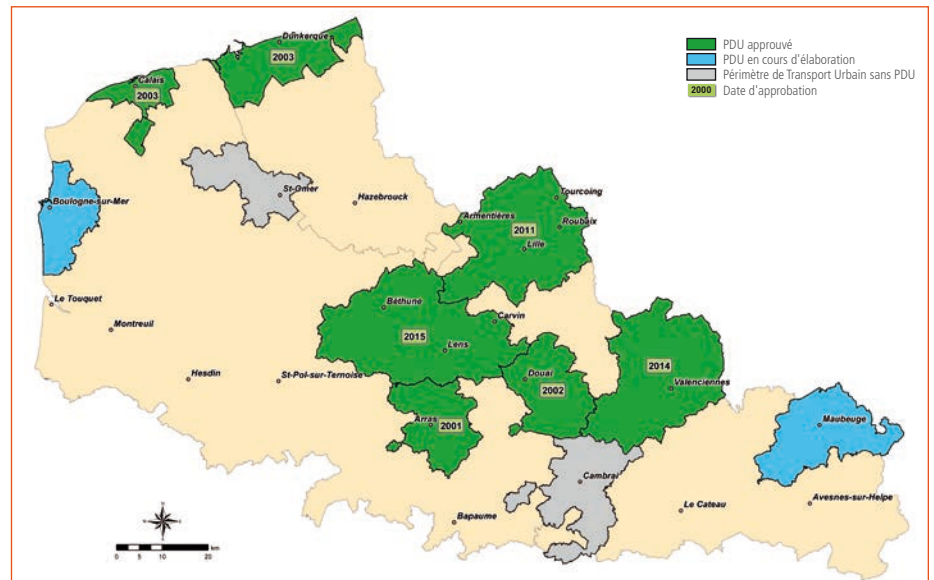 PDU approuvé
PDU en cours d'élaboration
Périmètre de Transport Urbain sans PDU
2000 Date d'approbation
Dunkerque
2003
Calais
2003
St-Omer
Hazebrouck
Boulogne-sur-Mer
Tourcoing
Armentières
Roubaix
2011
Lille
Le Touquet
Montreuil
Béthune
Carvin
2015
Lens
Hesdin
St-Pol-sur-Ternoise
Douai
2002
2014
Valenciennes
Arras
2001
Maubeuge
Cambrai
Le Cateau
Avesnes-sur-Helpe
Bapaume
0 5 10 20 km